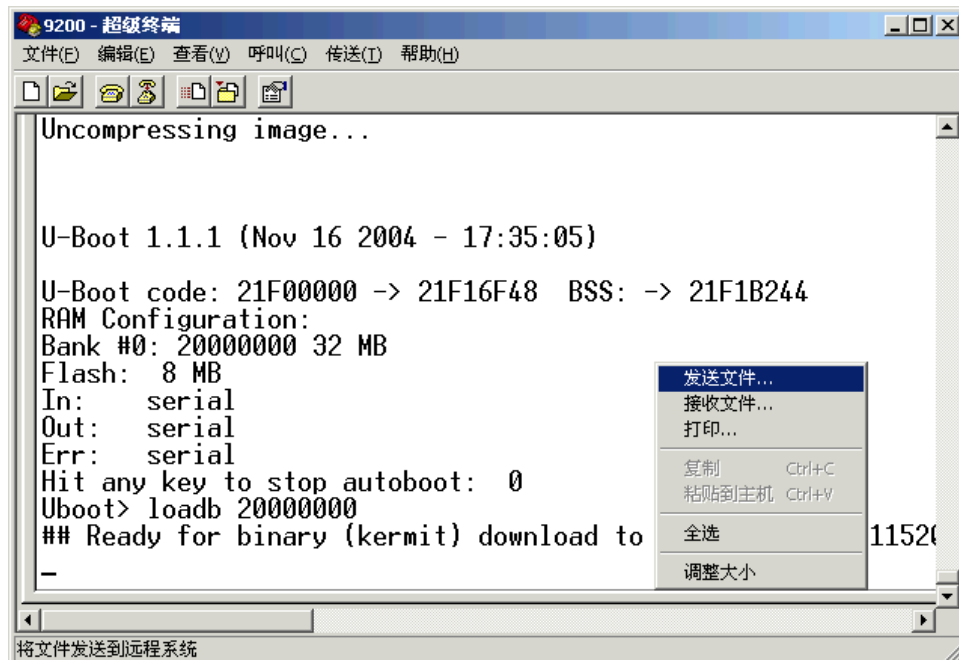 9200 - 超级终端
文件(F) 编辑(E) 查看(V) 呼叫(C) 传送(T) 帮助(H)
Uncompressing image...
U-Boot 1.1.1 (Nov 16 2004 - 17:35:05)
U-Boot code: 21F00000 -> 21F16F48 BSS: -> 21F1B244
RAM Configuration:
Bank #0: 20000000 32 MB
Flash: 8 MB
In: serial
Out: serial
Err: serial
Hit any key to stop autoboot: 0
Uboot> loadb 20000000
## Ready for binary (kermit) download to 11520
发送文件...
接收文件...
打印...
复制 Ctrl+C
粘贴到主机 Ctrl+V
全选
调整大小
将文件发送到远程系统